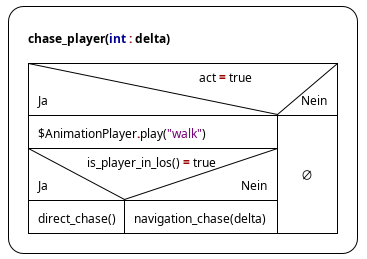 chase_player(int : delta)
act = true
Ja
Nein
$AnimationPlayer.play("walk")
is_player_in_los() = true
Ja
Nein
∅
direct_chase()
navigation_chase(delta)